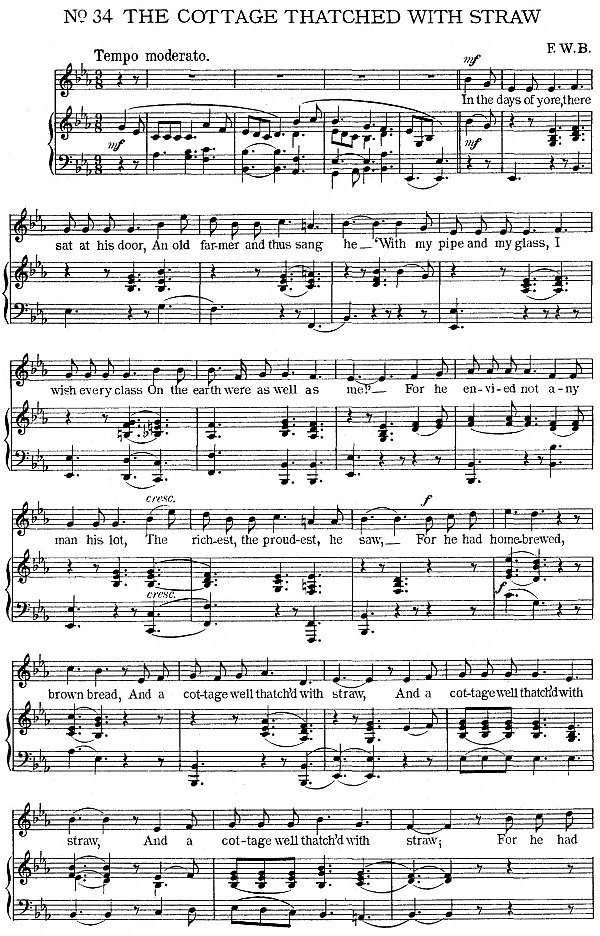 No 34 THE COTTAGE THATCHED WITH STRAW
Tempo moderato. F. W. B.
mf
In the days of yore, there
mf
sat at his door, An old far-mer and thus sang he— 'With my pipe and my glass, I
wish every class On the earth were as well as me!'— For he en-vi-ed not a-ny
cresc. f
man his lot, The rich-est, the proud-est, he saw,— For he had home-brewed,
cresc. f
brown bread, And a cot-tage well thatch'd with straw, And a cot-tage well thatch'd with
straw, And a cot-tage well thatch'd with straw; For he had